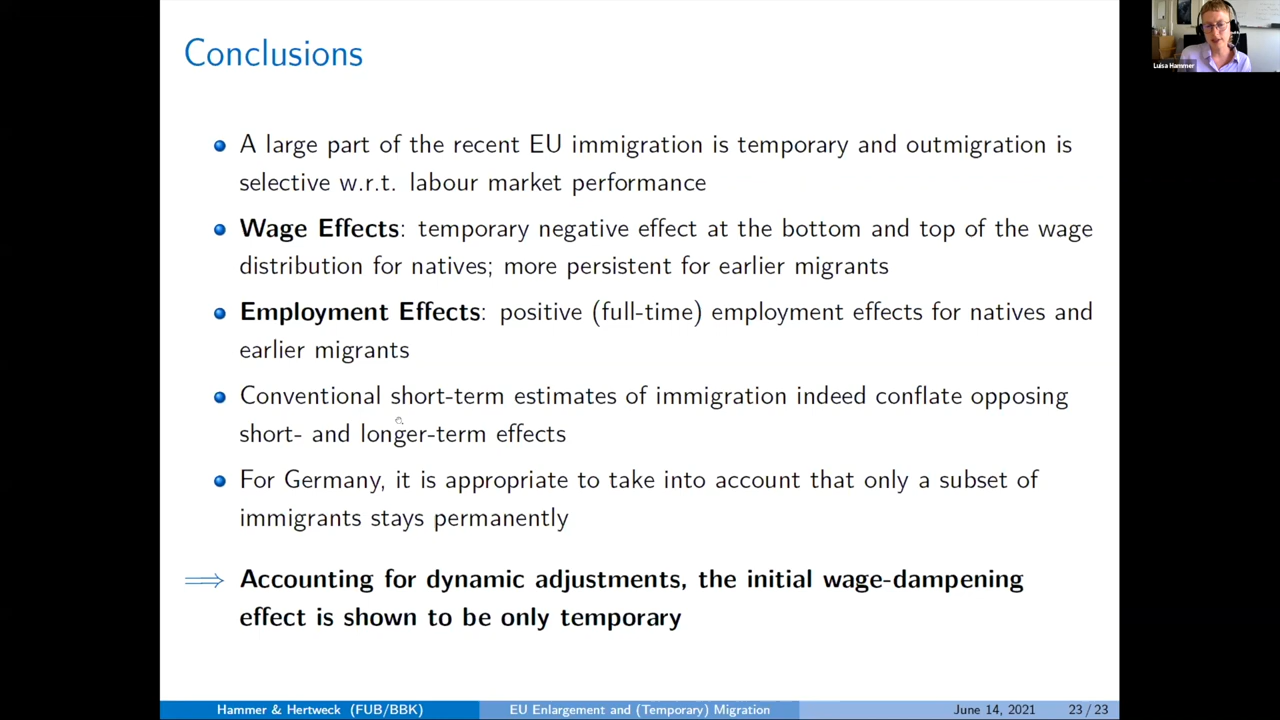 Conclusions
A large part of the recent EU immigration is temporary and outmigration is
selective w.r.t. labour market performance
Wage Effects: temporary negative effect at the bottom and top of the wage
distribution for natives; more persistent for earlier migrants
Employment Effects: positive (full-time) employment effects for natives and
earlier migrants
Conventional short-term estimates of immigration indeed conflate opposing
short- and longer-term effects
For Germany, it is appropriate to take into account that only a subset of
immigrants stays permanently
⟹ Accounting for dynamic adjustments, the initial wage-dampening
effect is shown to be only temporary
Hammer & Hertweck (FUB/BBK) EU Enlargement and (Temporary) Migration June 14, 2021 23 / 23
Luisa Hammer